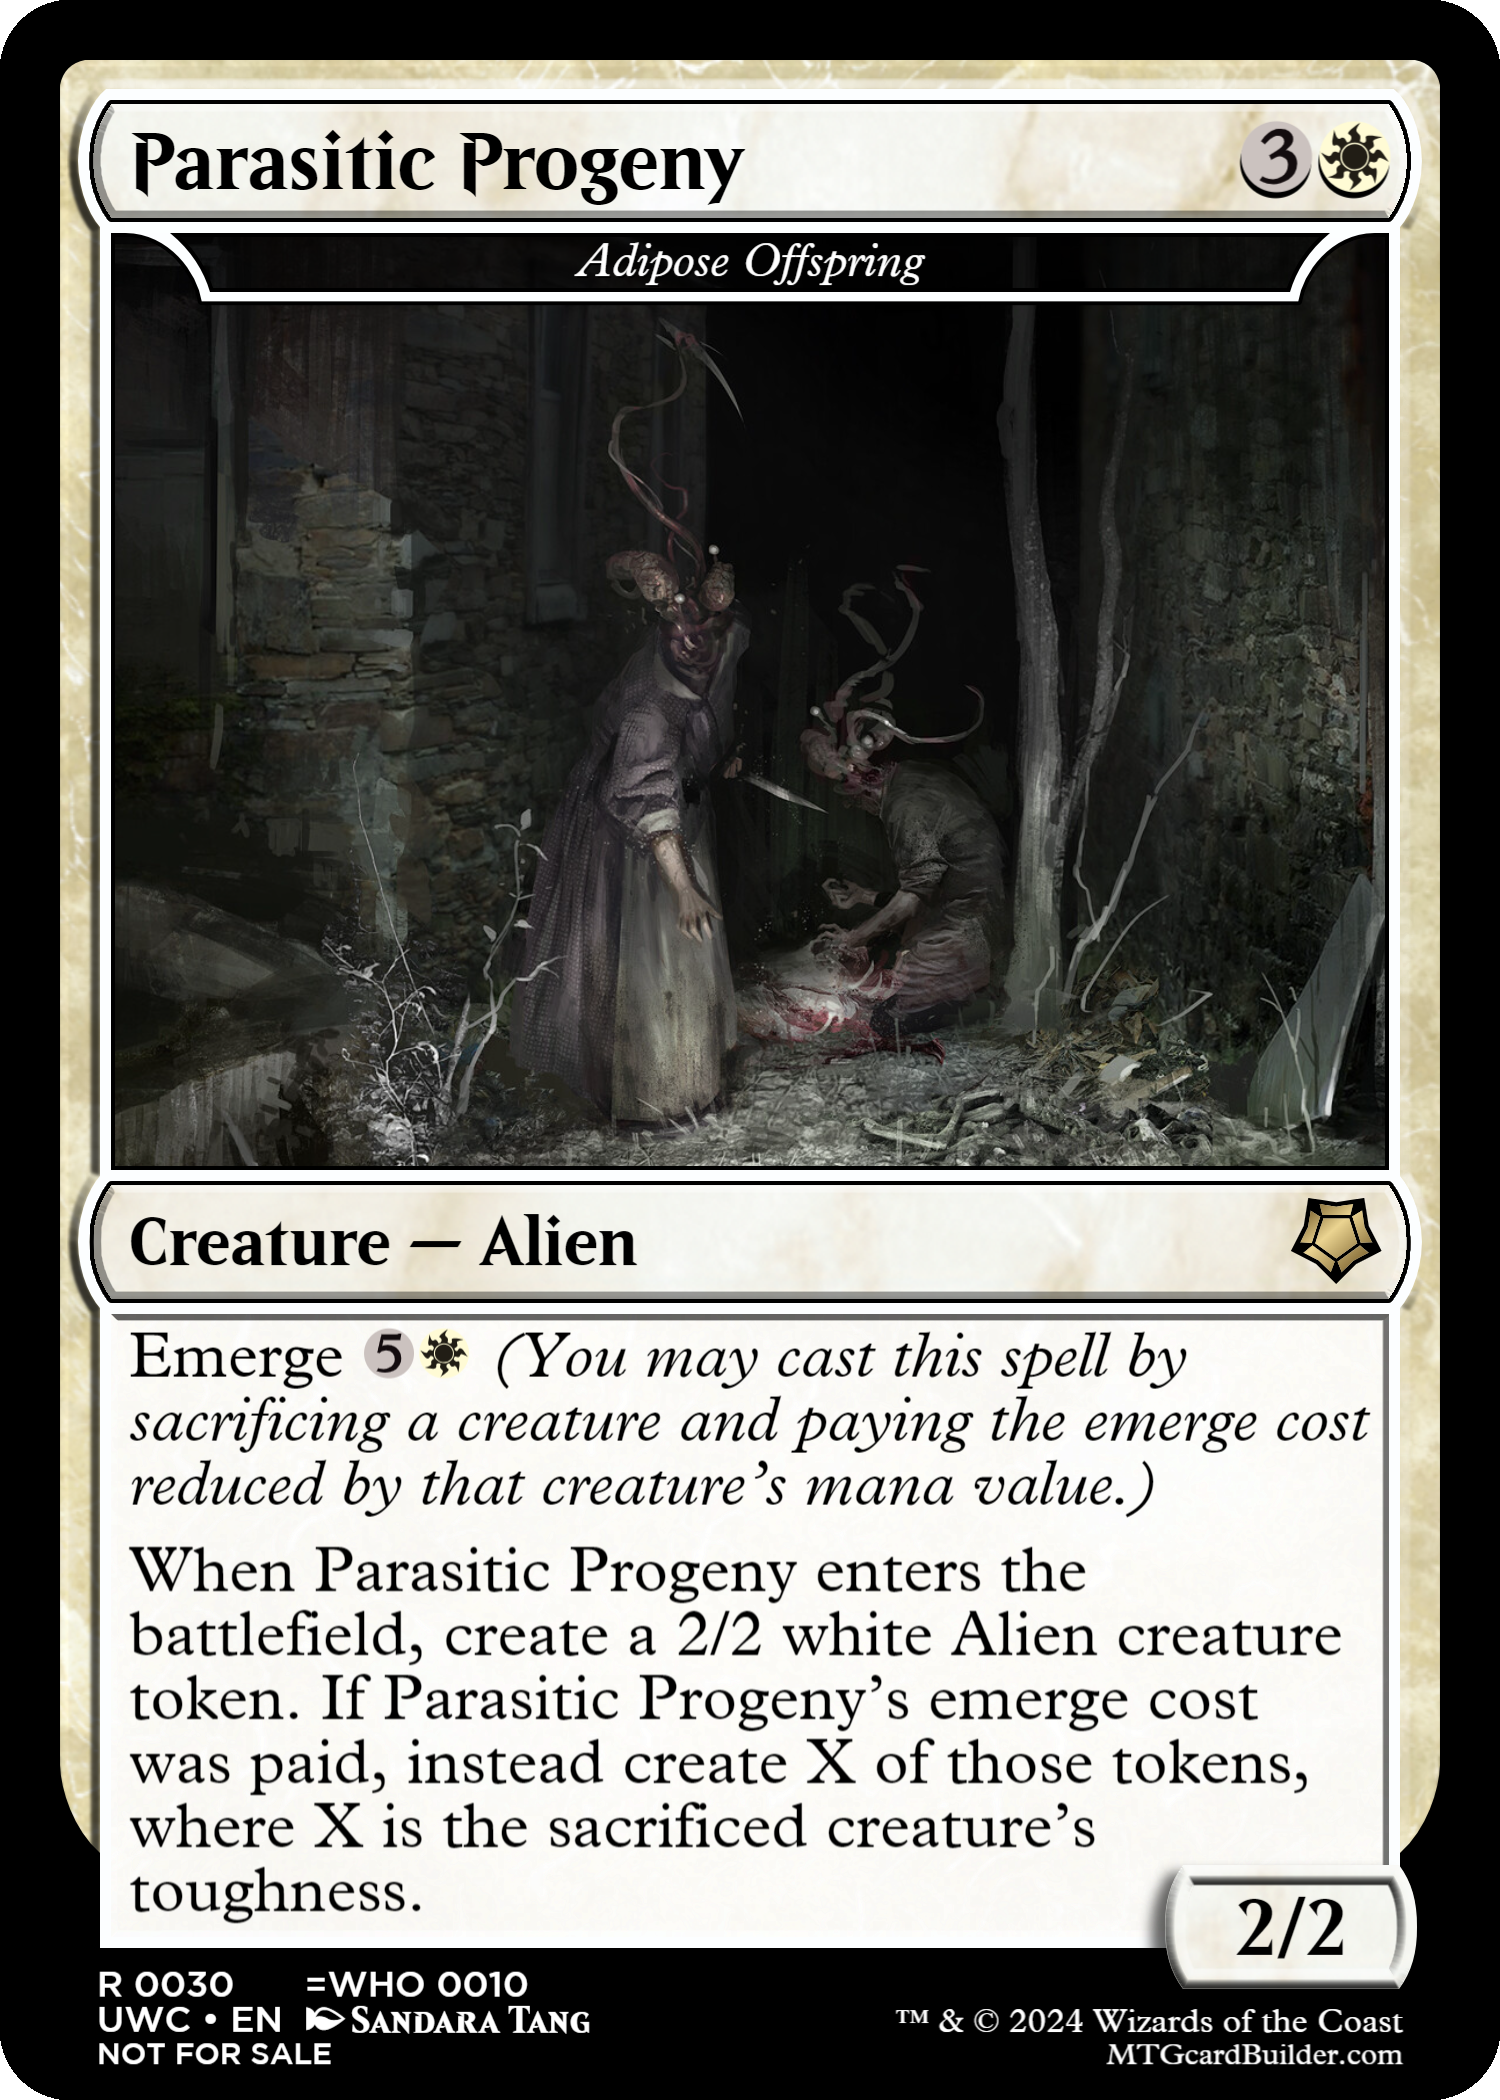 Parasitic Progeny 3
Adipose Offspring
Creature — Alien
Emerge 5 (You may cast this spell by
sacrificing a creature and paying the emerge cost
reduced by that creature's mana value.)
When Parasitic Progeny enters the
battlefield, create a 2/2 white Alien creature
token. If Parasitic Progeny's emerge cost
was paid, instead create X of those tokens,
where X is the sacrificed creature's
toughness.
2/2
R 0030 =WHO 0010
UWC • EN SANDARA TANG
NOT FOR SALE
™ & © 2024 Wizards of the Coast
MTGcardBuilder.com